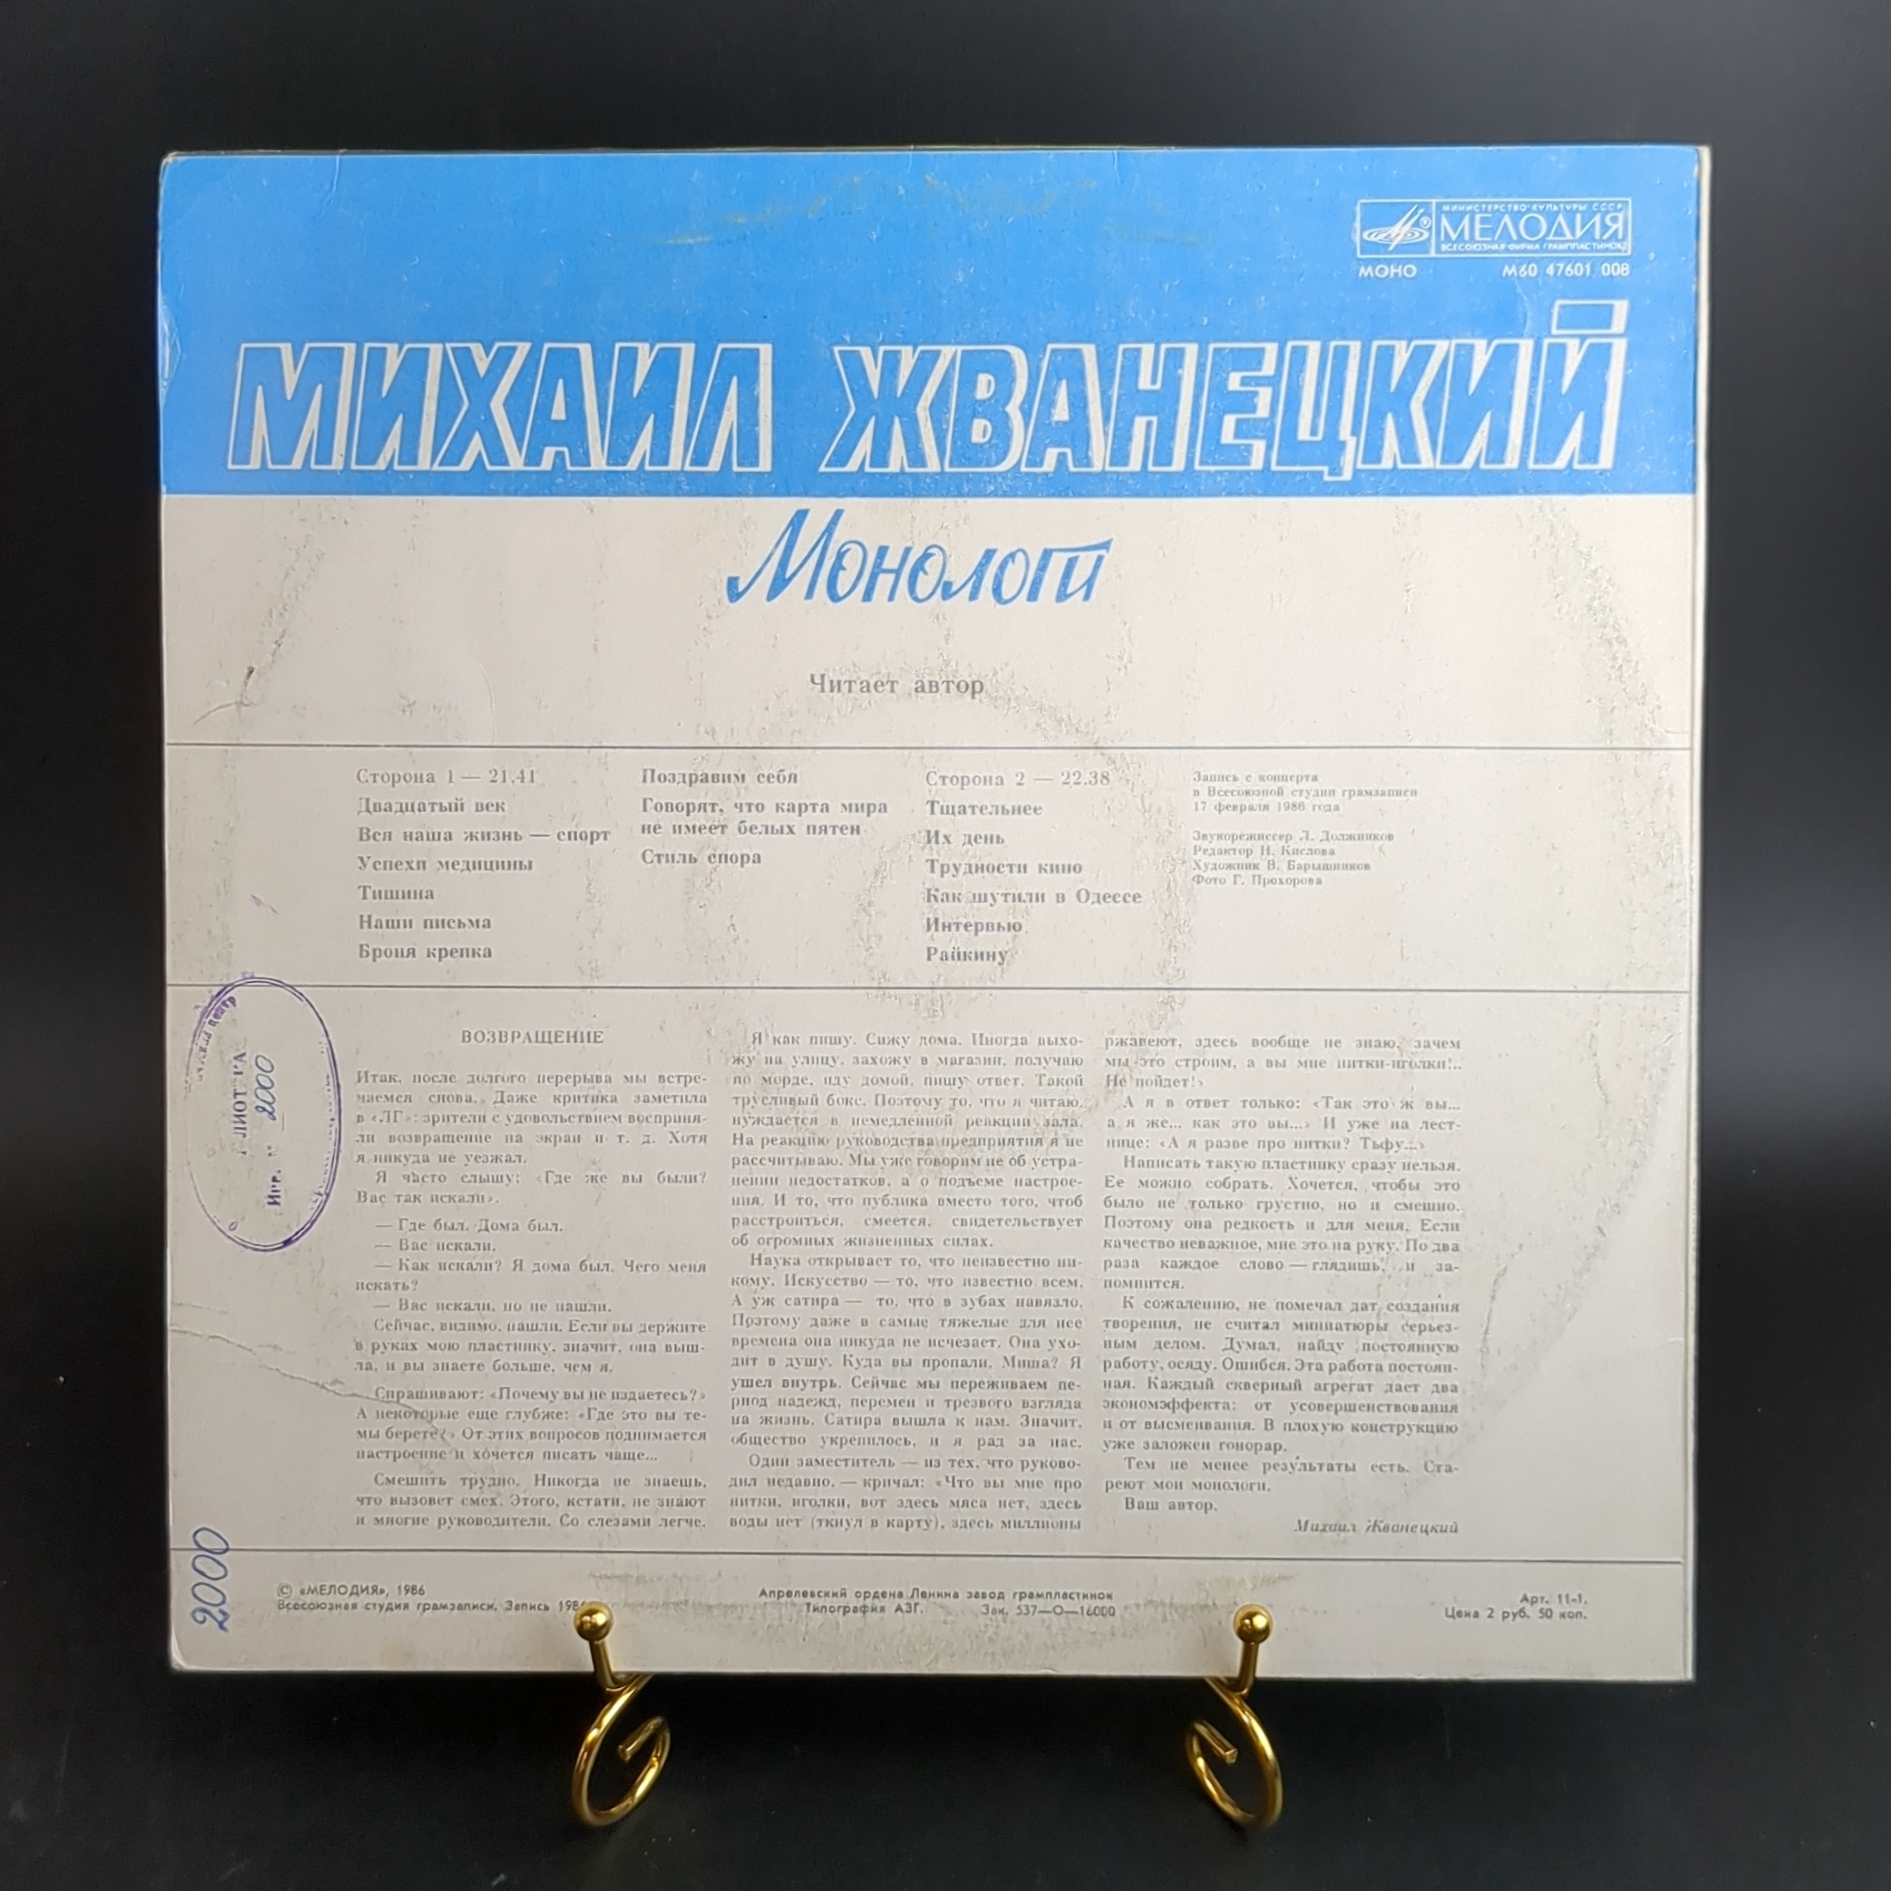 МИНИСТЕРСТВО КУЛЬТУРЫ СССР
МЕЛОДИЯ
ВСЕСОЮЗНАЯ ФИРМА ГРАМПЛАСТИНОК
МОНО М60 47601 008
МИХАИЛ ЖВАНЕЦКИЙ
Монологи
Читает автор
Сторона 1 — 21.41
Двадцатый век
Вся наша жизнь — спорт
Успехи медицины
Тишина
Наши письма
Броня крепка
Поздравим себя
Говорят, что карта мира
не имеет белых пятен
Стиль спора
Сторона 2 — 22.38
Тщательнее
Их день
Трудности кино
Как шутили в Одессе
Интервью
Райкину
Запись с концерта
в Всесоюзной студии грамзаписи
17 февраля 1986 года
Звукорежиссер Л. Должников
Редактор Н. Кислова
Художник В. Барышников
Фото Г. Прохорова
ВОЗВРАЩЕНИЕ
Итак, после долгого перерыва мы встре-
чаемся снова. Даже критика заметила
в «ЛГ»: зрители с удовольствием восприня-
ли возвращение на экран и т. д. Хотя
я никуда не уезжал.
Я часто слышу: «Где же вы были?
Вас так искали».
— Где был. Дома был.
— Вас искали.
— Как искали? Я дома был. Чего меня
искать?
— Вас искали, но не нашли.
Сейчас, видимо, нашли. Если вы держите
в руках мою пластинку, значит, она выш-
ла, и вы знаете больше, чем я.
Спрашивают: «Почему вы не издаетесь?»
А некоторые еще глубже: «Где это вы те-
мы берете?» От этих вопросов поднимается
настроение и хочется писать чаще...
Смешить трудно. Никогда не знаешь,
что вызовет смех. Этого, кстати, не знают
и многие руководители. Со слезами легче.
Я как пишу. Сижу дома. Иногда выхо-
жу на улицу, захожу в магазин, получаю
по морде, иду домой, пишу ответ. Такой
трусливый бокс. Поэтому то, что я читаю,
нуждается в немедленной реакции зала.
На реакцию руководства предприятия я не
рассчитываю. Мы уже говорим не об устра-
нении недостатков, а о подъеме настрое-
ния. И то, что публика вместо того, чтоб
расстроиться, смеется, свидетельствует
об огромных жизненных силах.
Наука открывает то, что неизвестно ни-
кому. Искусство — то, что известно всем.
А уж сатира — то, что в зубах навязло.
Поэтому даже в самые тяжелые для нее
времена она никуда не исчезает. Она ухо-
дит в душу. Куда вы пропали, Миша? Я
ушел внутрь. Сейчас мы переживаем пе-
риод надежд, перемен и трезвого взгляда
на жизнь. Сатира вышла к нам. Значит,
общество укрепилось, и я рад за нас.
Один заместитель — из тех, что руково-
дил недавно, — кричал: «Что вы мне про
нитки, иголки, вот здесь мяса нет, здесь
воды нет (ткнул в карту), здесь миллионы
ржавеют, здесь вообще не знаю, зачем
мы это строим, а вы мне нитки-иголки!..
Не пойдет!»
А я в ответ только: «Так это ж вы...
а я же... как это вы...» И уже на лест-
нице: «А я разве про нитки? Тьфу...»
Написать такую пластинку сразу нельзя.
Ее можно собрать. Хочется, чтобы это
было не только грустно, но и смешно.
Поэтому она редкость и для меня. Если
качество неважное, мне это на руку. По два
раза каждое слово — глядишь, и за-
помнится.
К сожалению, не помечал дат создания
творения, не считал миниатюры серьез-
ным делом. Думал, найду постоянную
работу, осяду. Ошибся. Эта работа постоян-
ная. Каждый скверный агрегат дает два
экономэффекта: от усовершенствования
и от высмеивания. В плохую конструкцию
уже заложен гонорар.
Тем не менее результаты есть. Ста-
реют мои монологи.
Ваш автор,
Михаил Жванецкий
2000
2000
© «МЕЛОДИЯ», 1986
Всесоюзная студия грамзаписи. Запись
Апрелевский ордена Ленина завод грампластинок
Типография АЗГ. Зак. 537—О—16000
Арт. 11-1.
Цена 2 руб. 50 коп.